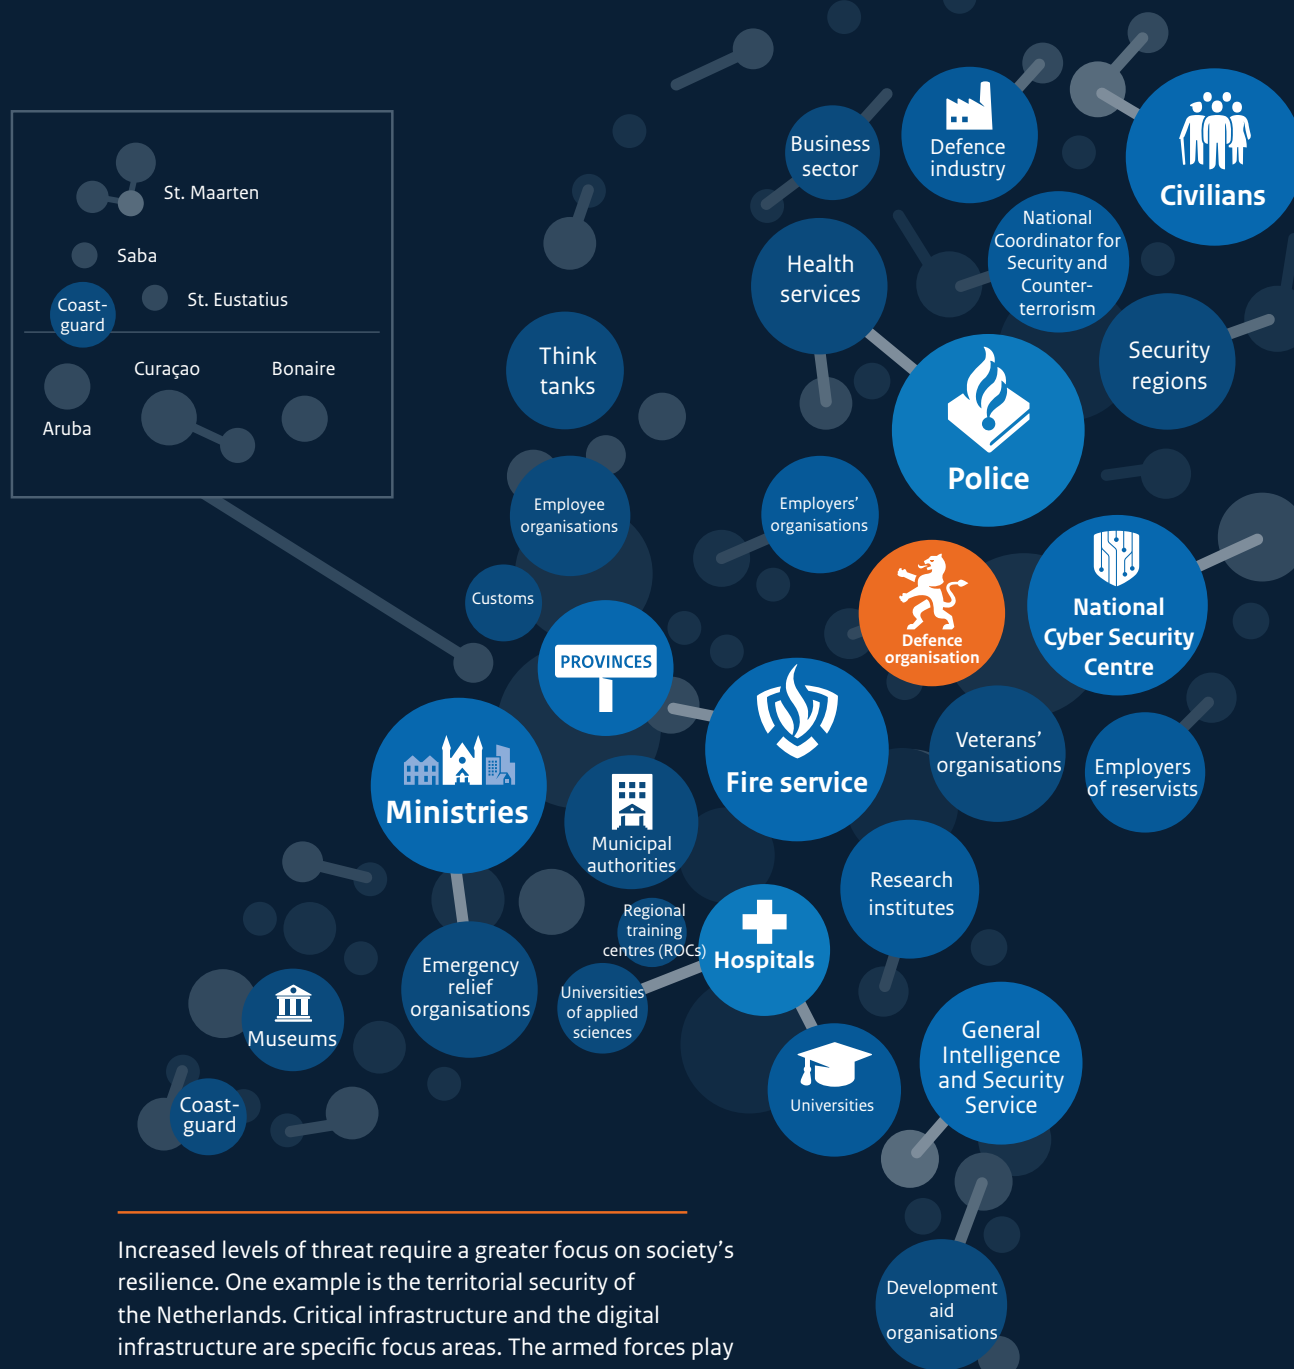 Business
sector
Defence
industry
Civilians
St. Maarten
Saba
St. Eustatius
Coast-
guard
Curaçao
Bonaire
Aruba
National
Coordinator for
Security and
Counter-
terrorism
Health
services
Think
tanks
Security
regions
Police
Employee
organisations
Employers’
organisations
Customs
National
Cyber Security
Centre
Defence
organisation
PROVINCES
Fire service
Veterans’
organisations
Employers
of reservists
Ministries
Municipal
authorities
Research
institutes
Regional
training
centres (ROCs)
Hospitals
Emergency
relief
organisations
Universities
of applied
sciences
Museums
General
Intelligence
and Security
Service
Universities
Coast-
guard
Increased levels of threat require a greater focus on society’s
resilience. One example is the territorial security of
the Netherlands. Critical infrastructure and the digital
infrastructure are specific focus areas. The armed forces play
Development
aid
organisations